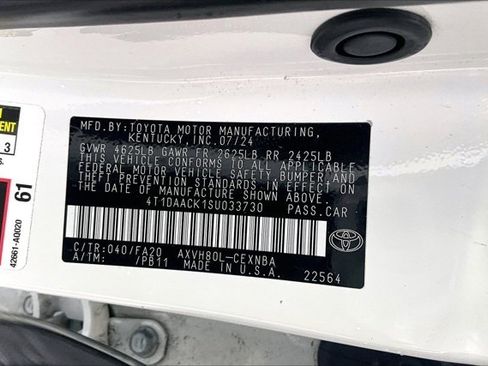 MFD.BY:TOYOTA MOTOR MANUFACTURING,
KENTUCKY, INC.07/24
GVWR 4625LB GAWR FR 2625LB RR 2425LB
THIS VEHICLE CONFORMS TO ALL APPLICABLE
FEDERAL MOTOR VEHICLE SAFETY, BUMPER, AND
THEFT PREVENTION STANDARDS IN EFFECT ON
THE DATE OF MANUFACTURE SHOWN ABOVE.
4T1DAACK1SU033730 PASS.CAR
C/TR:040/FA20 AXVH80L-CEXNBA
A/TM: /PB11 MADE IN U.S.A.
22564
TOYOTA
3
61
42661-A0020